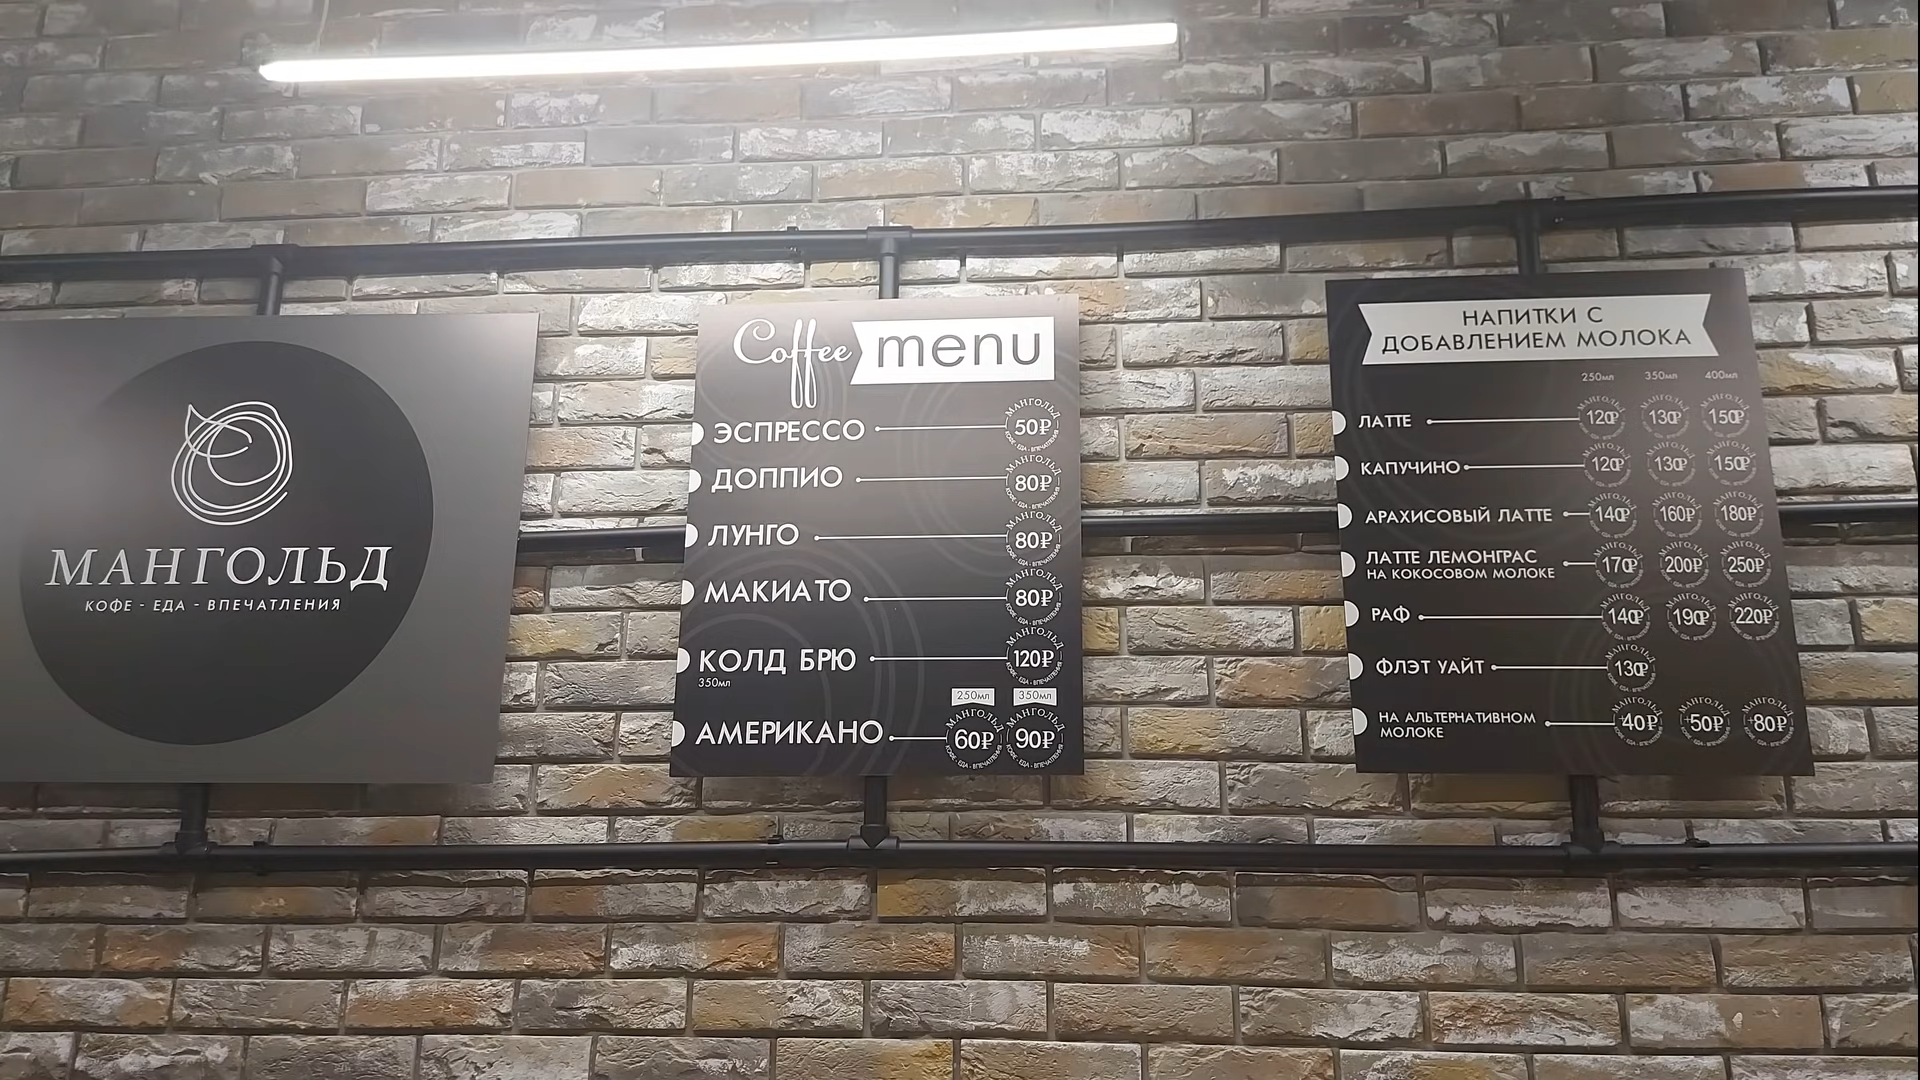 МАНГОЛЬД
КОФЕ - ЕДА - ВПЕЧАТЛЕНИЯ
Coffee menu
ЭСПРЕССО 50₽
ДОППИО 80₽
ЛУНГО 80₽
МАКИАТО 80₽
КОЛД БРЮ 120₽
350мл
250мл 350мл
АМЕРИКАНО 60₽ 90₽
НАПИТКИ С
ДОБАВЛЕНИЕМ МОЛОКА
250мл 350мл 400мл
ЛАТТЕ 120₽ 130₽ 150₽
КАПУЧИНО 120₽ 130₽ 150₽
АРАХИСОВЫЙ ЛАТТЕ 140₽ 160₽ 180₽
ЛАТТЕ ЛЕМОНГРАС
НА КОКОСОВОМ МОЛОКЕ 170₽ 200₽ 250₽
РАФ 140₽ 190₽ 220₽
ФЛЭТ УАЙТ 130₽
НА АЛЬТЕРНАТИВНОМ
МОЛОКЕ +40₽ +50₽ +80₽